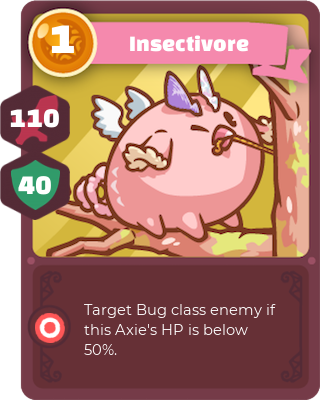 1
Insectivore
110
40
Target Bug class enemy if
this Axie's HP is below
50%.